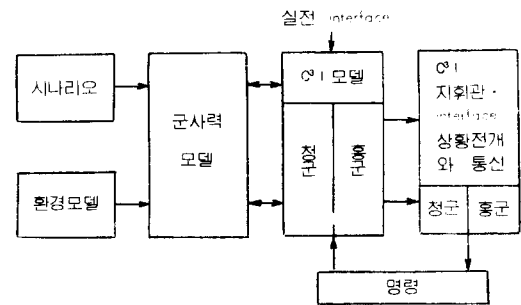 실전 interface
시나리오
환경모델
군사력
모델
C³I 모델
청군
홍군
C³I
지휘관·
interface
상황전개
와 통신
청군
홍군
명령